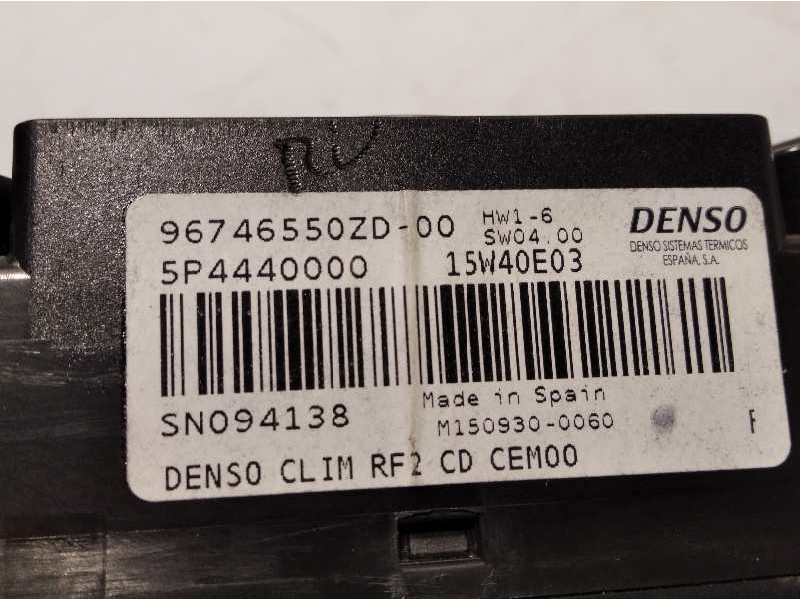 96746550ZD-00 HW1-6 DENSO
SW04.00 DENSO SISTEMAS TERMICOS
5P4440000 15W40E03 ESPAÑA, S.A.
SN094138 Made in Spain
M150930-0060 F
DENSO CLIM RF2 CD CEM00